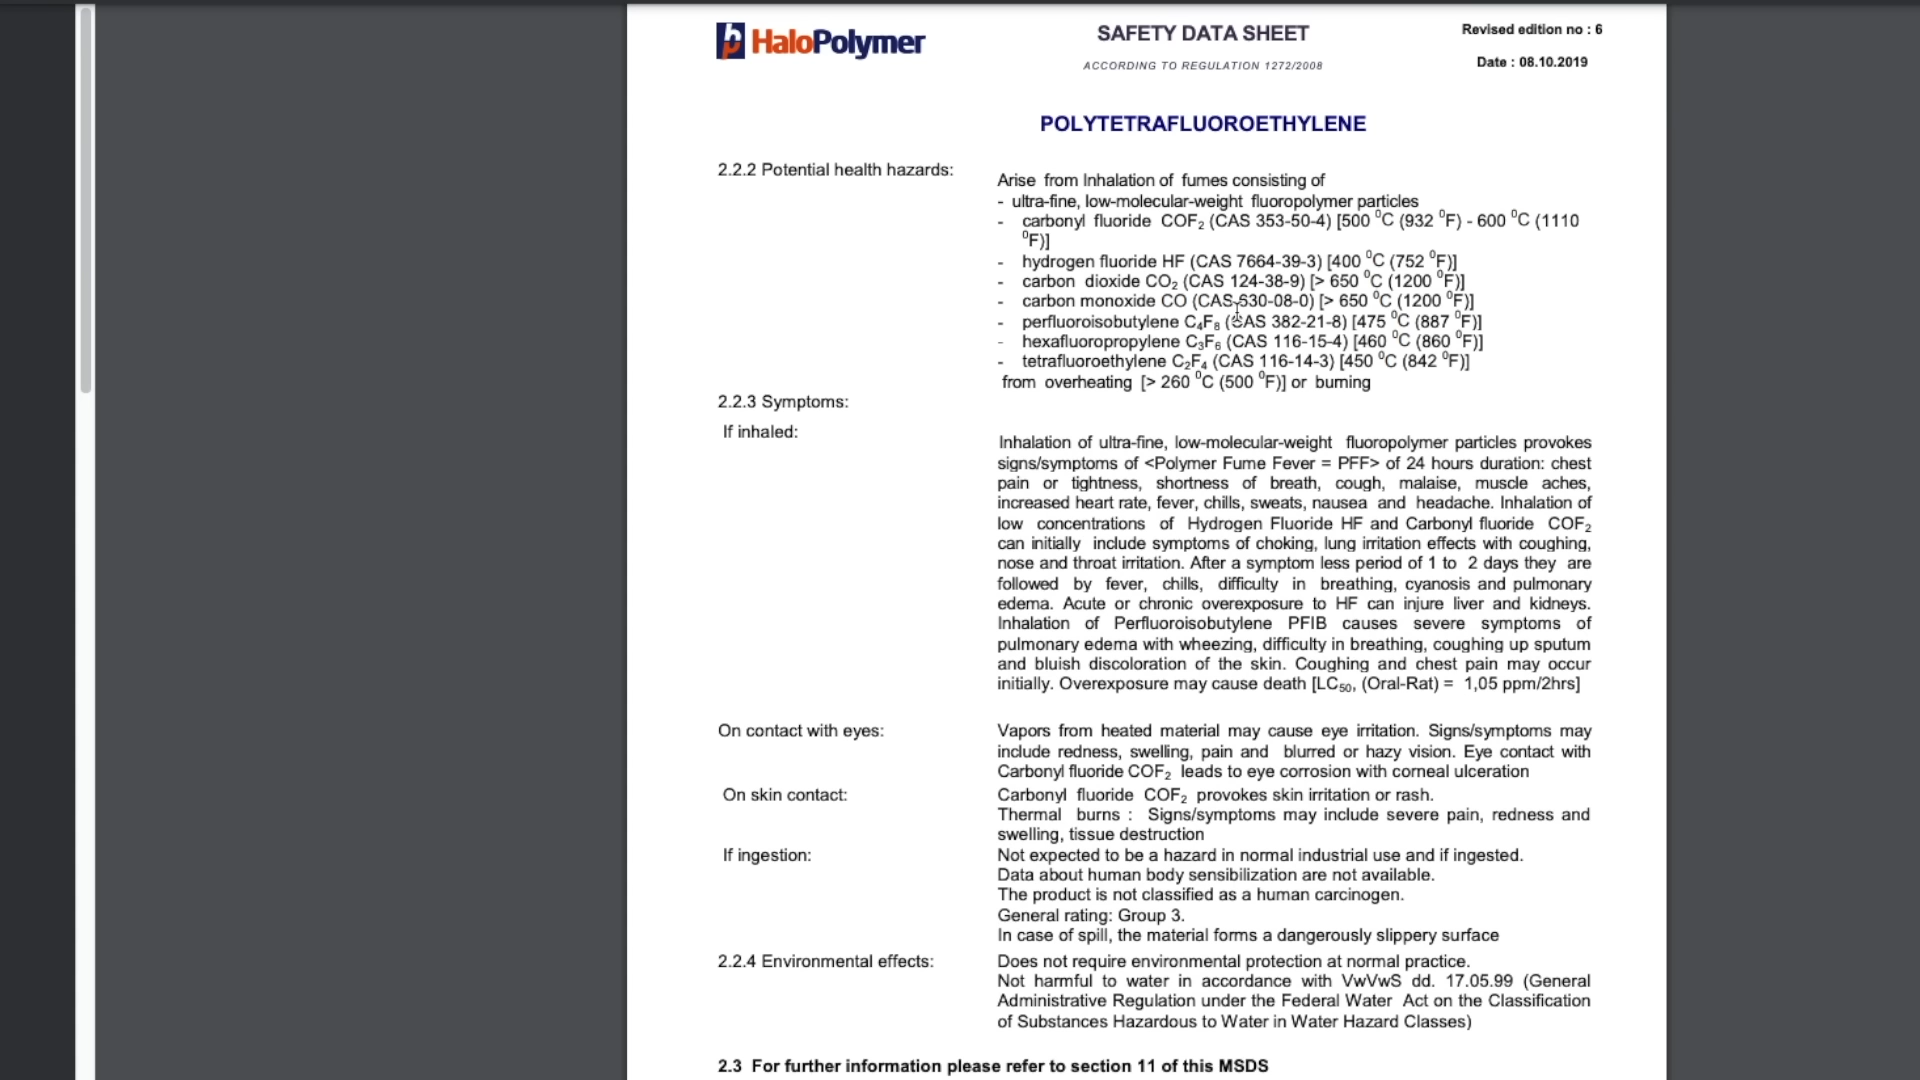 HaloPolymer
SAFETY DATA SHEET
Revised edition no : 6
ACCORDING TO REGULATION 1272/2008
Date : 08.10.2019
POLYTETRAFLUOROETHYLENE
2.2.2 Potential health hazards:
Arise from Inhalation of fumes consisting of
- ultra-fine, low-molecular-weight fluoropolymer particles
- carbonyl fluoride COF₂ (CAS 353-50-4) [500 ⁰C (932 ⁰F) - 600 ⁰C (1110
⁰F)]
- hydrogen fluoride HF (CAS 7664-39-3) [400 ⁰C (752 ⁰F)]
- carbon dioxide CO₂ (CAS 124-38-9) [> 650 ⁰C (1200 ⁰F)]
- carbon monoxide CO (CAS 630-08-0) [> 650 ⁰C (1200 ⁰F)]
- perfluoroisobutylene C₄F₈ (CAS 382-21-8) [475 ⁰C (887 ⁰F)]
- hexafluoropropylene C₃F₆ (CAS 116-15-4) [460 ⁰C (860 ⁰F)]
- tetrafluoroethylene C₂F₄ (CAS 116-14-3) [450 ⁰C (842 ⁰F)]
from overheating [> 260 ⁰C (500 ⁰F)] or burning
2.2.3 Symptoms:
If inhaled:
Inhalation of ultra-fine, low-molecular-weight fluoropolymer particles provokes
signs/symptoms of <Polymer Fume Fever = PFF> of 24 hours duration: chest
pain or tightness, shortness of breath, cough, malaise, muscle aches,
increased heart rate, fever, chills, sweats, nausea and headache. Inhalation of
low concentrations of Hydrogen Fluoride HF and Carbonyl fluoride COF₂
can initially include symptoms of choking, lung irritation effects with coughing,
nose and throat irritation. After a symptom less period of 1 to 2 days they are
followed by fever, chills, difficulty in breathing, cyanosis and pulmonary
edema. Acute or chronic overexposure to HF can injure liver and kidneys.
Inhalation of Perfluoroisobutylene PFIB causes severe symptoms of
pulmonary edema with wheezing, difficulty in breathing, coughing up sputum
and bluish discoloration of the skin. Coughing and chest pain may occur
initially. Overexposure may cause death [LC₅₀, (Oral-Rat) = 1,05 ppm/2hrs]
On contact with eyes:
Vapors from heated material may cause eye irritation. Signs/symptoms may
include redness, swelling, pain and blurred or hazy vision. Eye contact with
Carbonyl fluoride COF₂ leads to eye corrosion with corneal ulceration
On skin contact:
Carbonyl fluoride COF₂ provokes skin irritation or rash.
Thermal burns : Signs/symptoms may include severe pain, redness and
swelling, tissue destruction
If ingestion:
Not expected to be a hazard in normal industrial use and if ingested.
Data about human body sensibilization are not available.
The product is not classified as a human carcinogen.
General rating: Group 3.
In case of spill, the material forms a dangerously slippery surface
2.2.4 Environmental effects:
Does not require environmental protection at normal practice.
Not harmful to water in accordance with VwVwS dd. 17.05.99 (General
Administrative Regulation under the Federal Water Act on the Classification
of Substances Hazardous to Water in Water Hazard Classes)
2.3 For further information please refer to section 11 of this MSDS